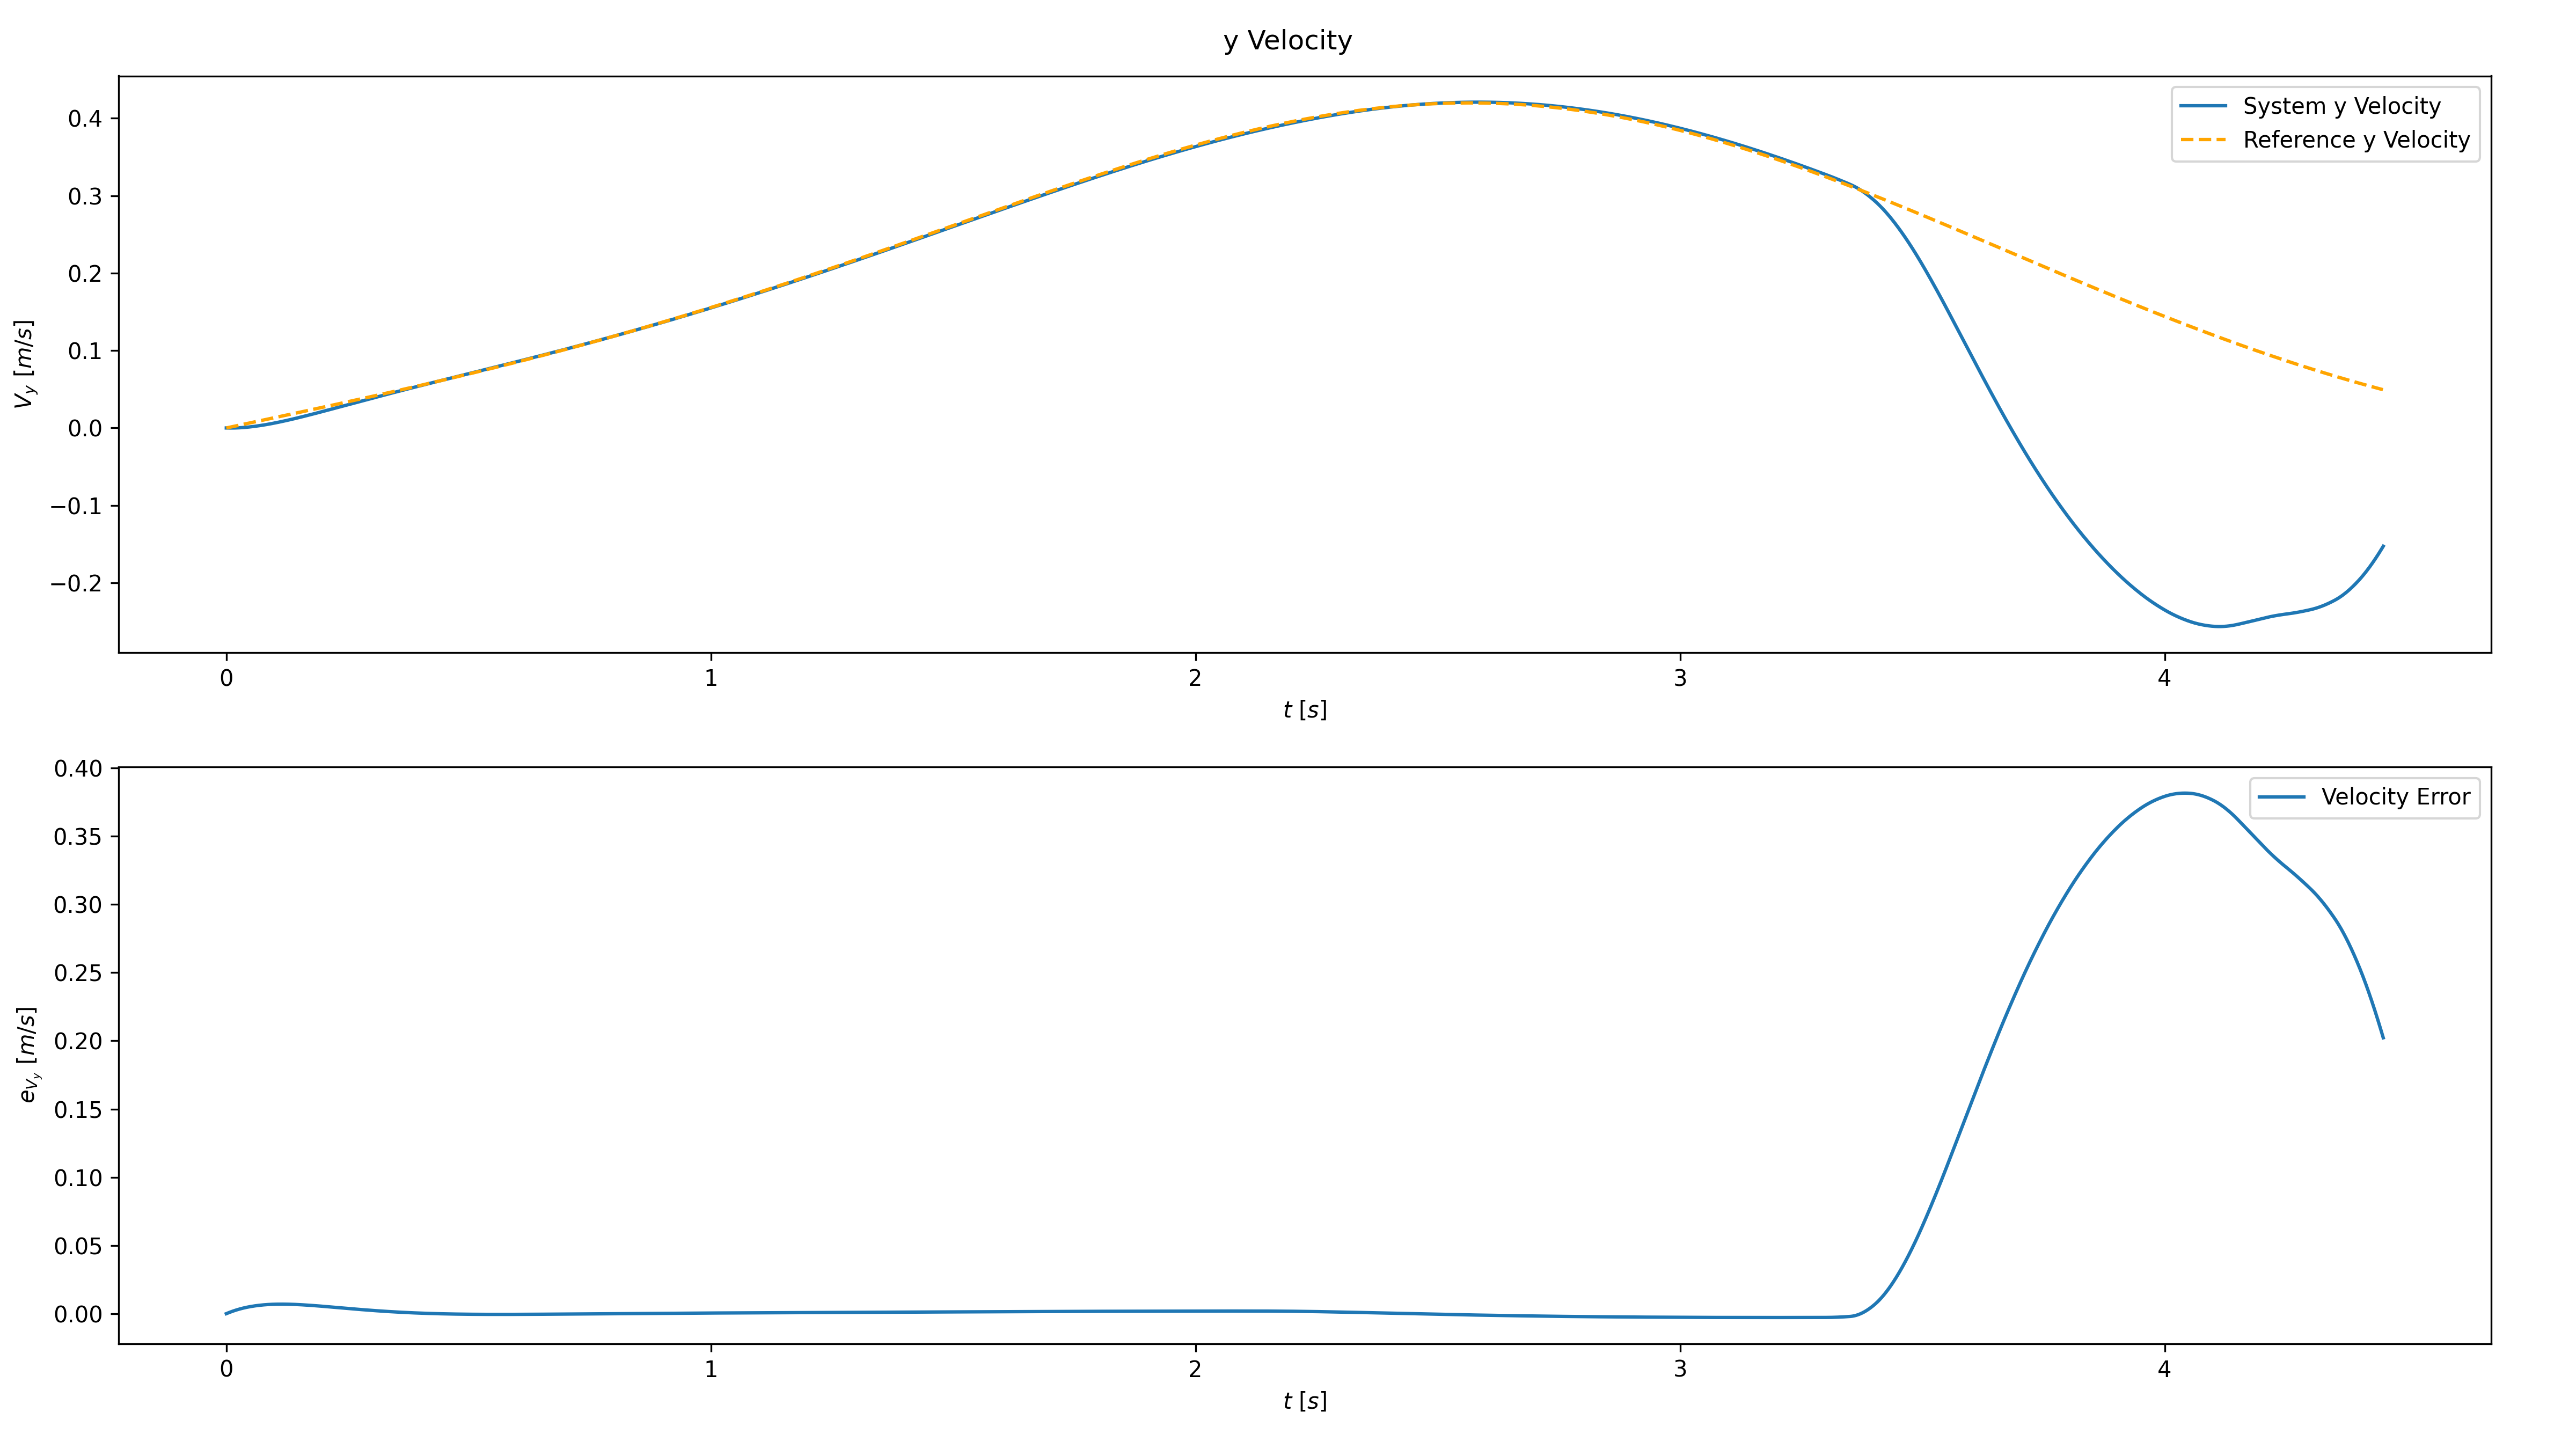 y Velocity
System y Velocity
Reference y Velocity
0.4
0.3
0.2
0.1
0.0
−0.1
−0.2
V_y [m/s]
0 1 2 3 4
t [s]
Velocity Error
0.40
0.35
0.30
0.25
0.20
0.15
0.10
0.05
0.00
e_{V_y} [m/s]
0 1 2 3 4
t [s]